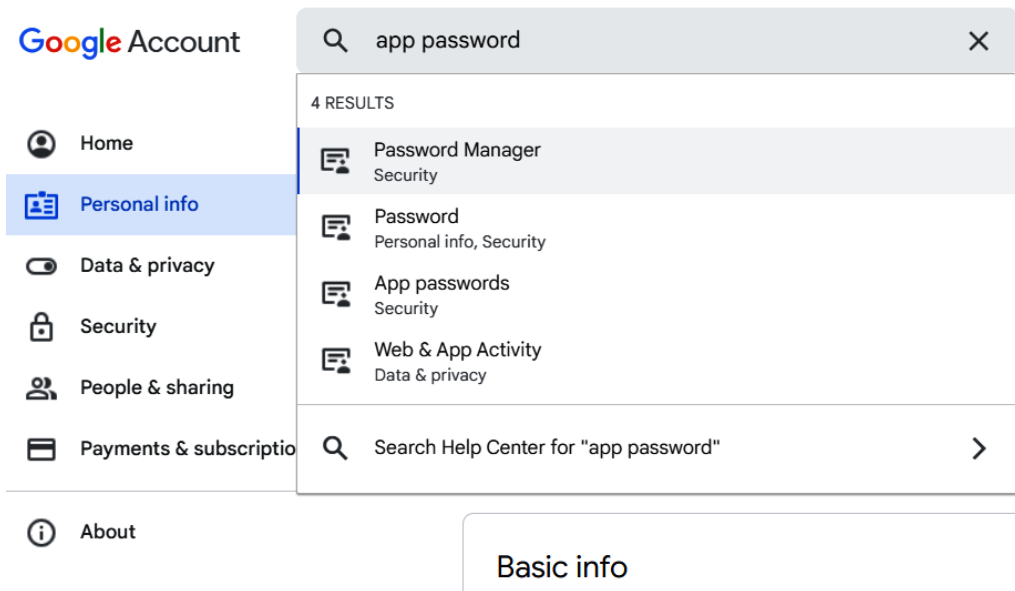 Google Account
app password
4 RESULTS
Password Manager
Security
Password
Personal info, Security
App passwords
Security
Web & App Activity
Data & privacy
Search Help Center for "app password"
Home
Personal info
Data & privacy
Security
People & sharing
Payments & subscriptio
About
Basic info